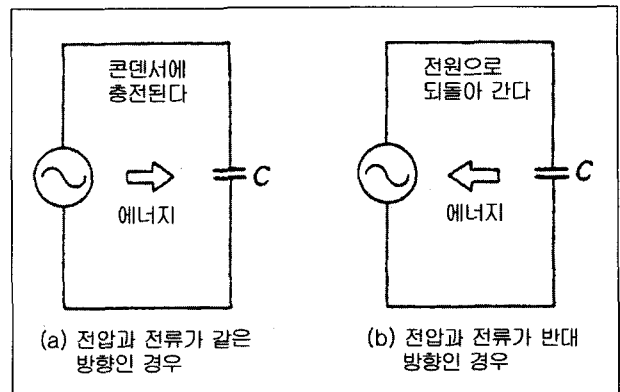 콘덴서에
충전된다
C
에너지
(a) 전압과 전류가 같은
방향인 경우
전원으로
되돌아 간다
C
에너지
(b) 전압과 전류가 반대
방향인 경우